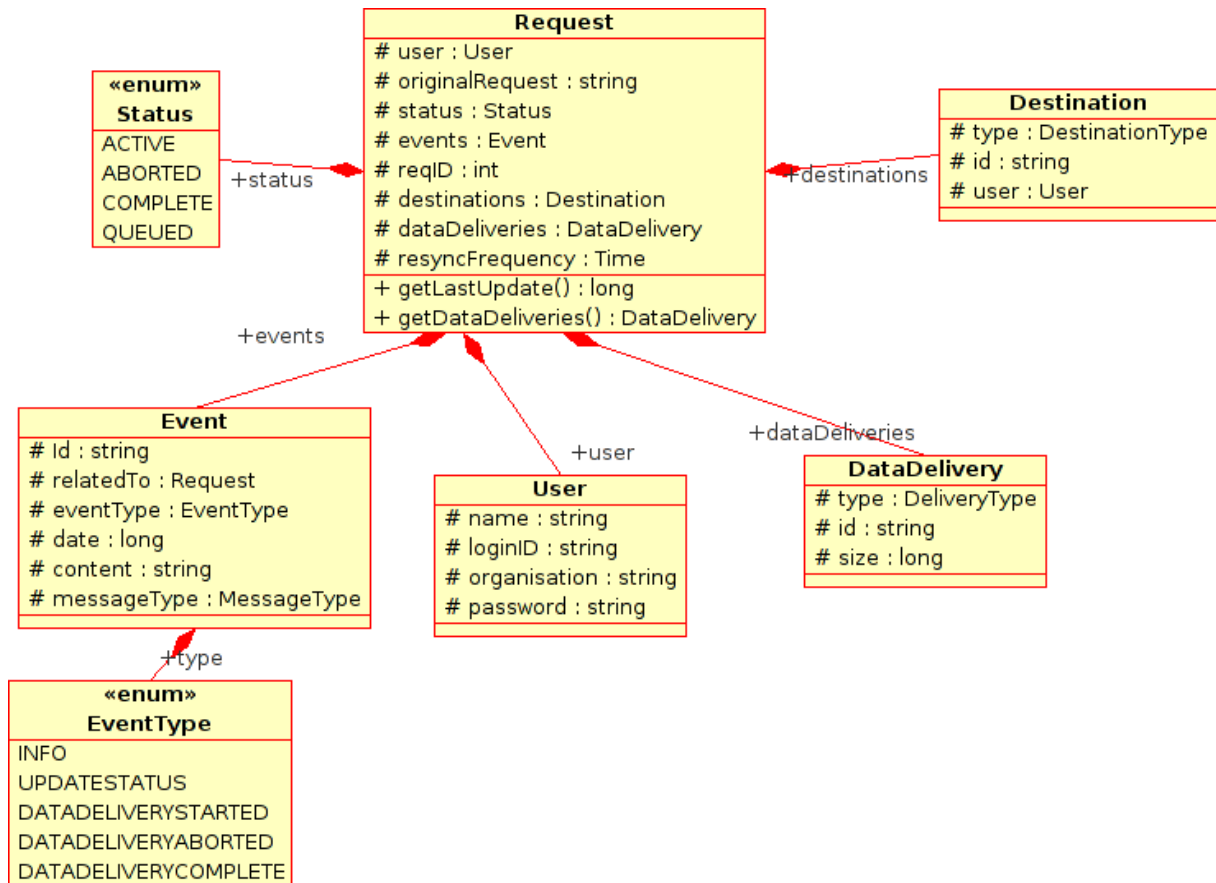 Request
# user : User
# originalRequest : string
# status : Status
# events : Event
# reqID : int
# destinations : Destination
# dataDeliveries : DataDelivery
# resyncFrequency : Time
+ getLastUpdate() : long
+ getDataDeliveries() : DataDelivery
«enum»
Status
ACTIVE
ABORTED
COMPLETE
QUEUED
+status
Destination
# type : DestinationType
# id : string
# user : User
+destinations
+events
+user
+dataDeliveries
Event
# Id : string
# relatedTo : Request
# eventType : EventType
# date : long
# content : string
# messageType : MessageType
User
# name : string
# loginID : string
# organisation : string
# password : string
DataDelivery
# type : DeliveryType
# id : string
# size : long
+type
«enum»
EventType
INFO
UPDATESTATUS
DATADELIVERYSTARTED
DATADELIVERYABORTED
DATADELIVERYCOMPLETE